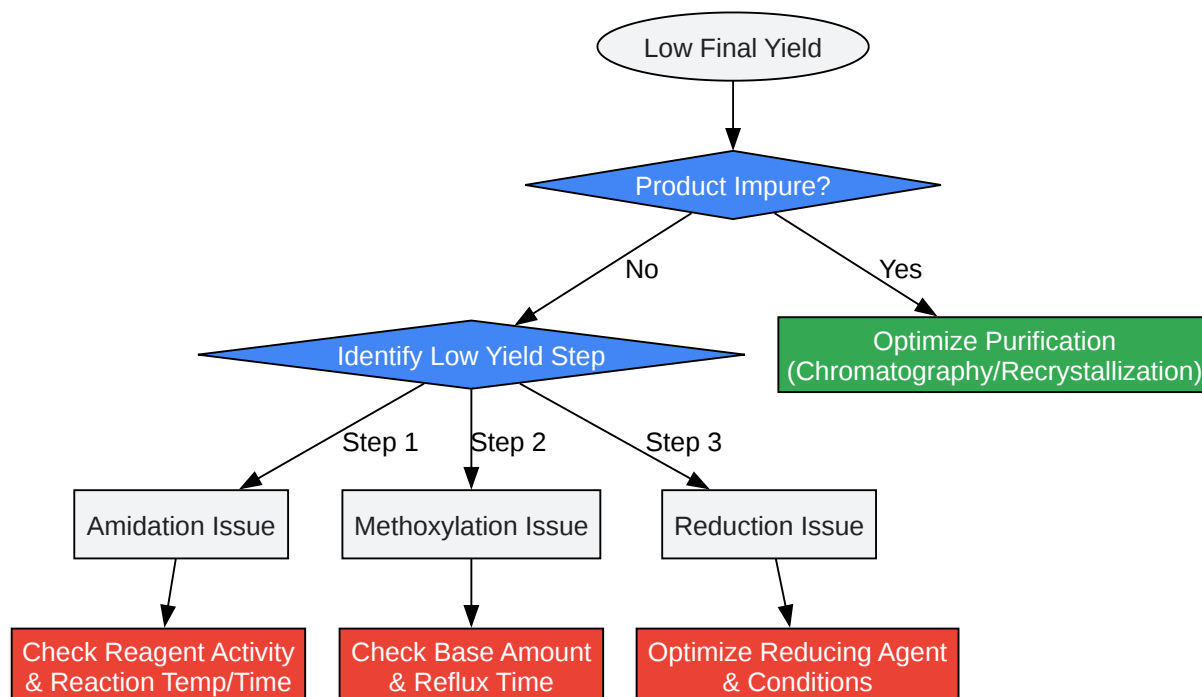 Low Final Yield
Product Impure?
No
Yes
Identify Low Yield Step
Optimize Purification
(Chromatography/Recrystallization)
Step 1
Step 2
Step 3
Amidation Issue
Methoxylation Issue
Reduction Issue
Check Reagent Activity
& Reaction Temp/Time
Check Base Amount
& Reflux Time
Optimize Reducing Agent
& Conditions